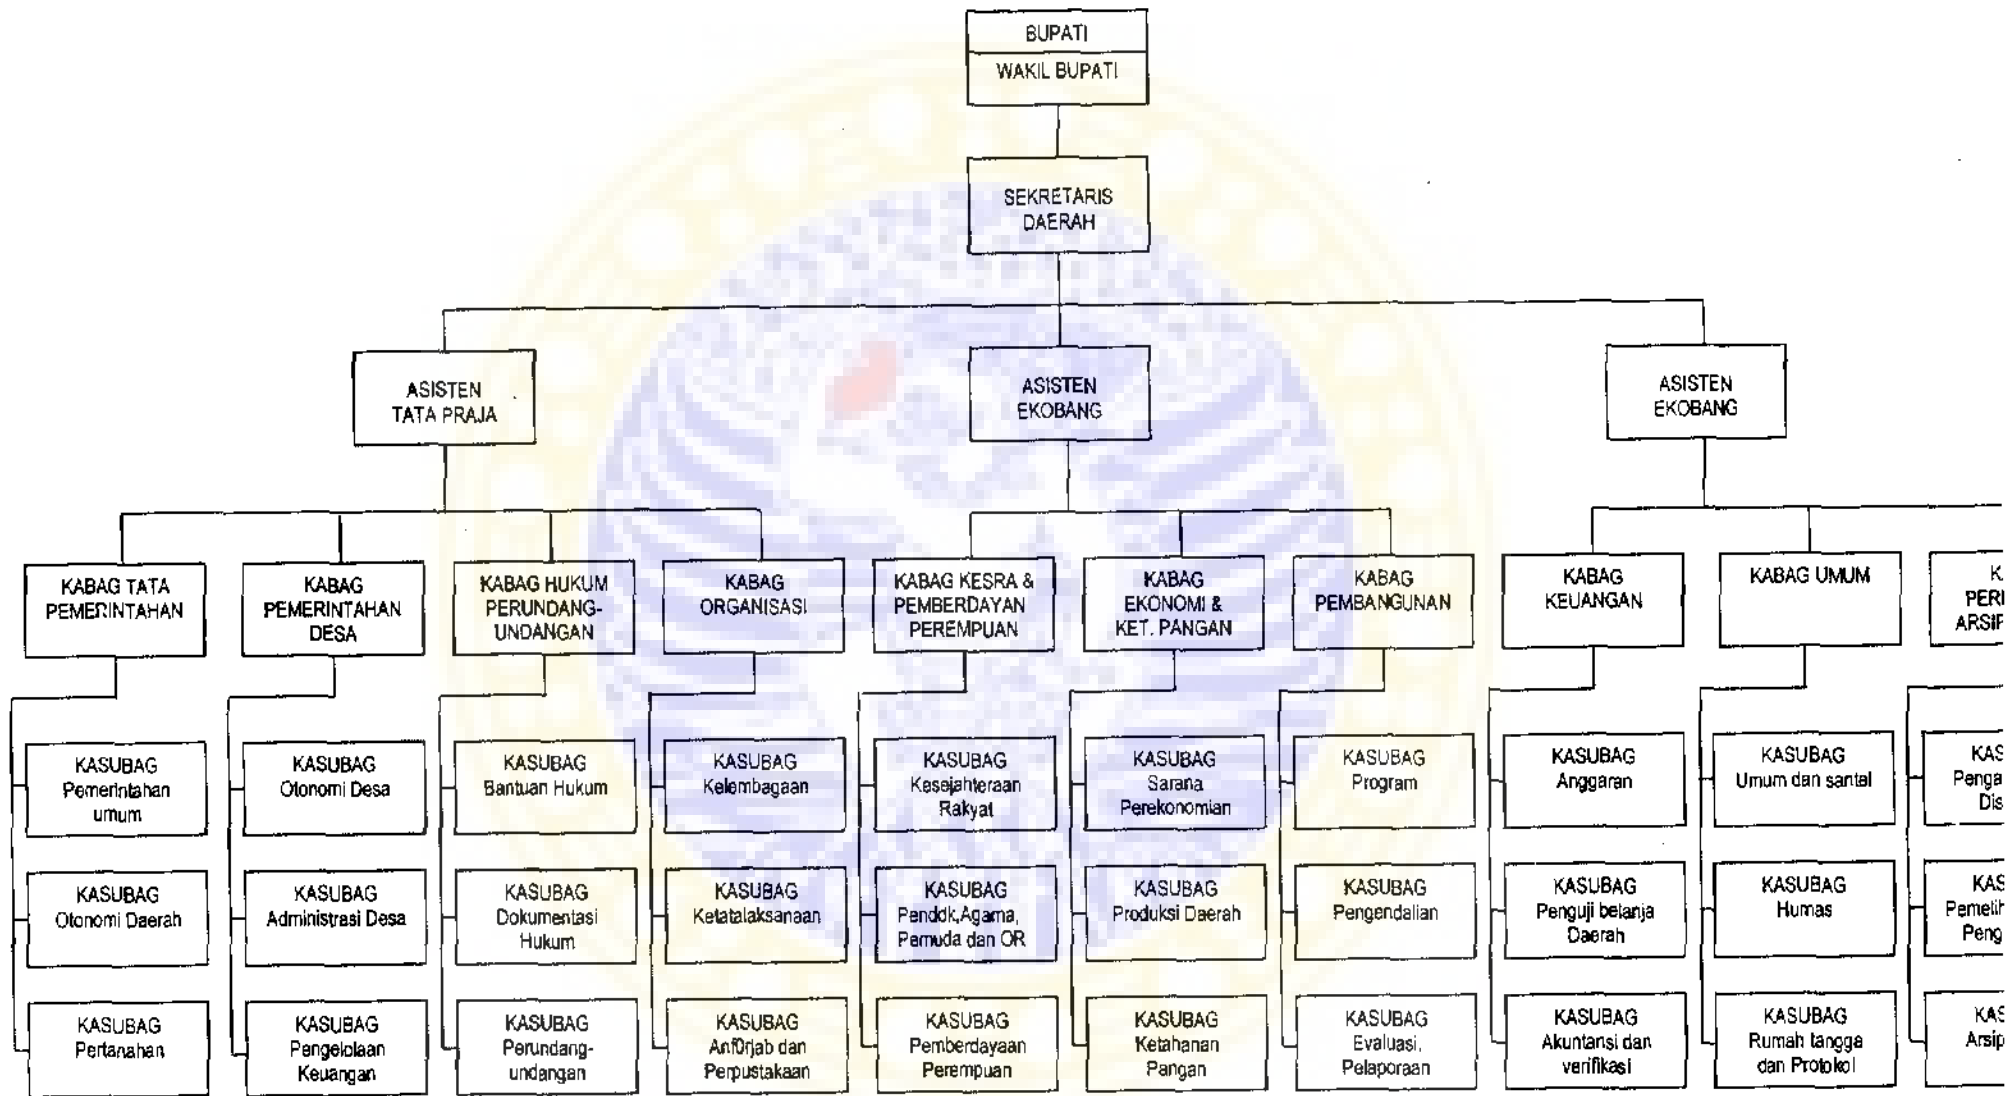 BUPATI
WAKIL BUPATI
SEKRETARIS
DAERAH
ASISTEN
TATA PRAJA
ASISTEN
EKOBANG
ASISTEN
EKOBANG
KABAG TATA
PEMERINTAHAN
KABAG
PEMERINTAHAN
DESA
KABAG HUKUM
PERUNDANG-
UNDANGAN
KABAG
ORGANISASI
KABAG KESRA &
PEMBERDAYAN
PEREMPUAN
KABAG
EKONOMI &
KET. PANGAN
KABAG
PEMBANGUNAN
KABAG
KEUANGAN
KABAG UMUM
KASUBAG
Pemerintahan
umum
KASUBAG
Otonomi Desa
KASUBAG
Bantuan Hukum
KASUBAG
Kelembagaan
KASUBAG
Kesejahteraan
Rakyat
KASUBAG
Sarana
Perekonomian
KASUBAG
Program
KASUBAG
Anggaran
KASUBAG
Umum dan santal
KASUBAG
Otonomi Daerah
KASUBAG
Administrasi Desa
KASUBAG
Dokumentasi
Hukum
KASUBAG
Ketatalaksanaan
KASUBAG
Penddk,Agama,
Pemuda dan OR
KASUBAG
Produksi Daerah
KASUBAG
Pengendalian
KASUBAG
Penguji belanja
Daerah
KASUBAG
Humas
KASUBAG
Pertanahan
KASUBAG
Pengelolaan
Keuangan
KASUBAG
Perundang-
undangan
KASUBAG
Anf0rjab dan
Perpustakaan
KASUBAG
Pemberdayaan
Perempuan
KASUBAG
Ketahanan
Pangan
KASUBAG
Evaluasi,
Pelaporaan
KASUBAG
Akuntansi dan
verifikasi
KASUBAG
Rumah tangga
dan Protokol